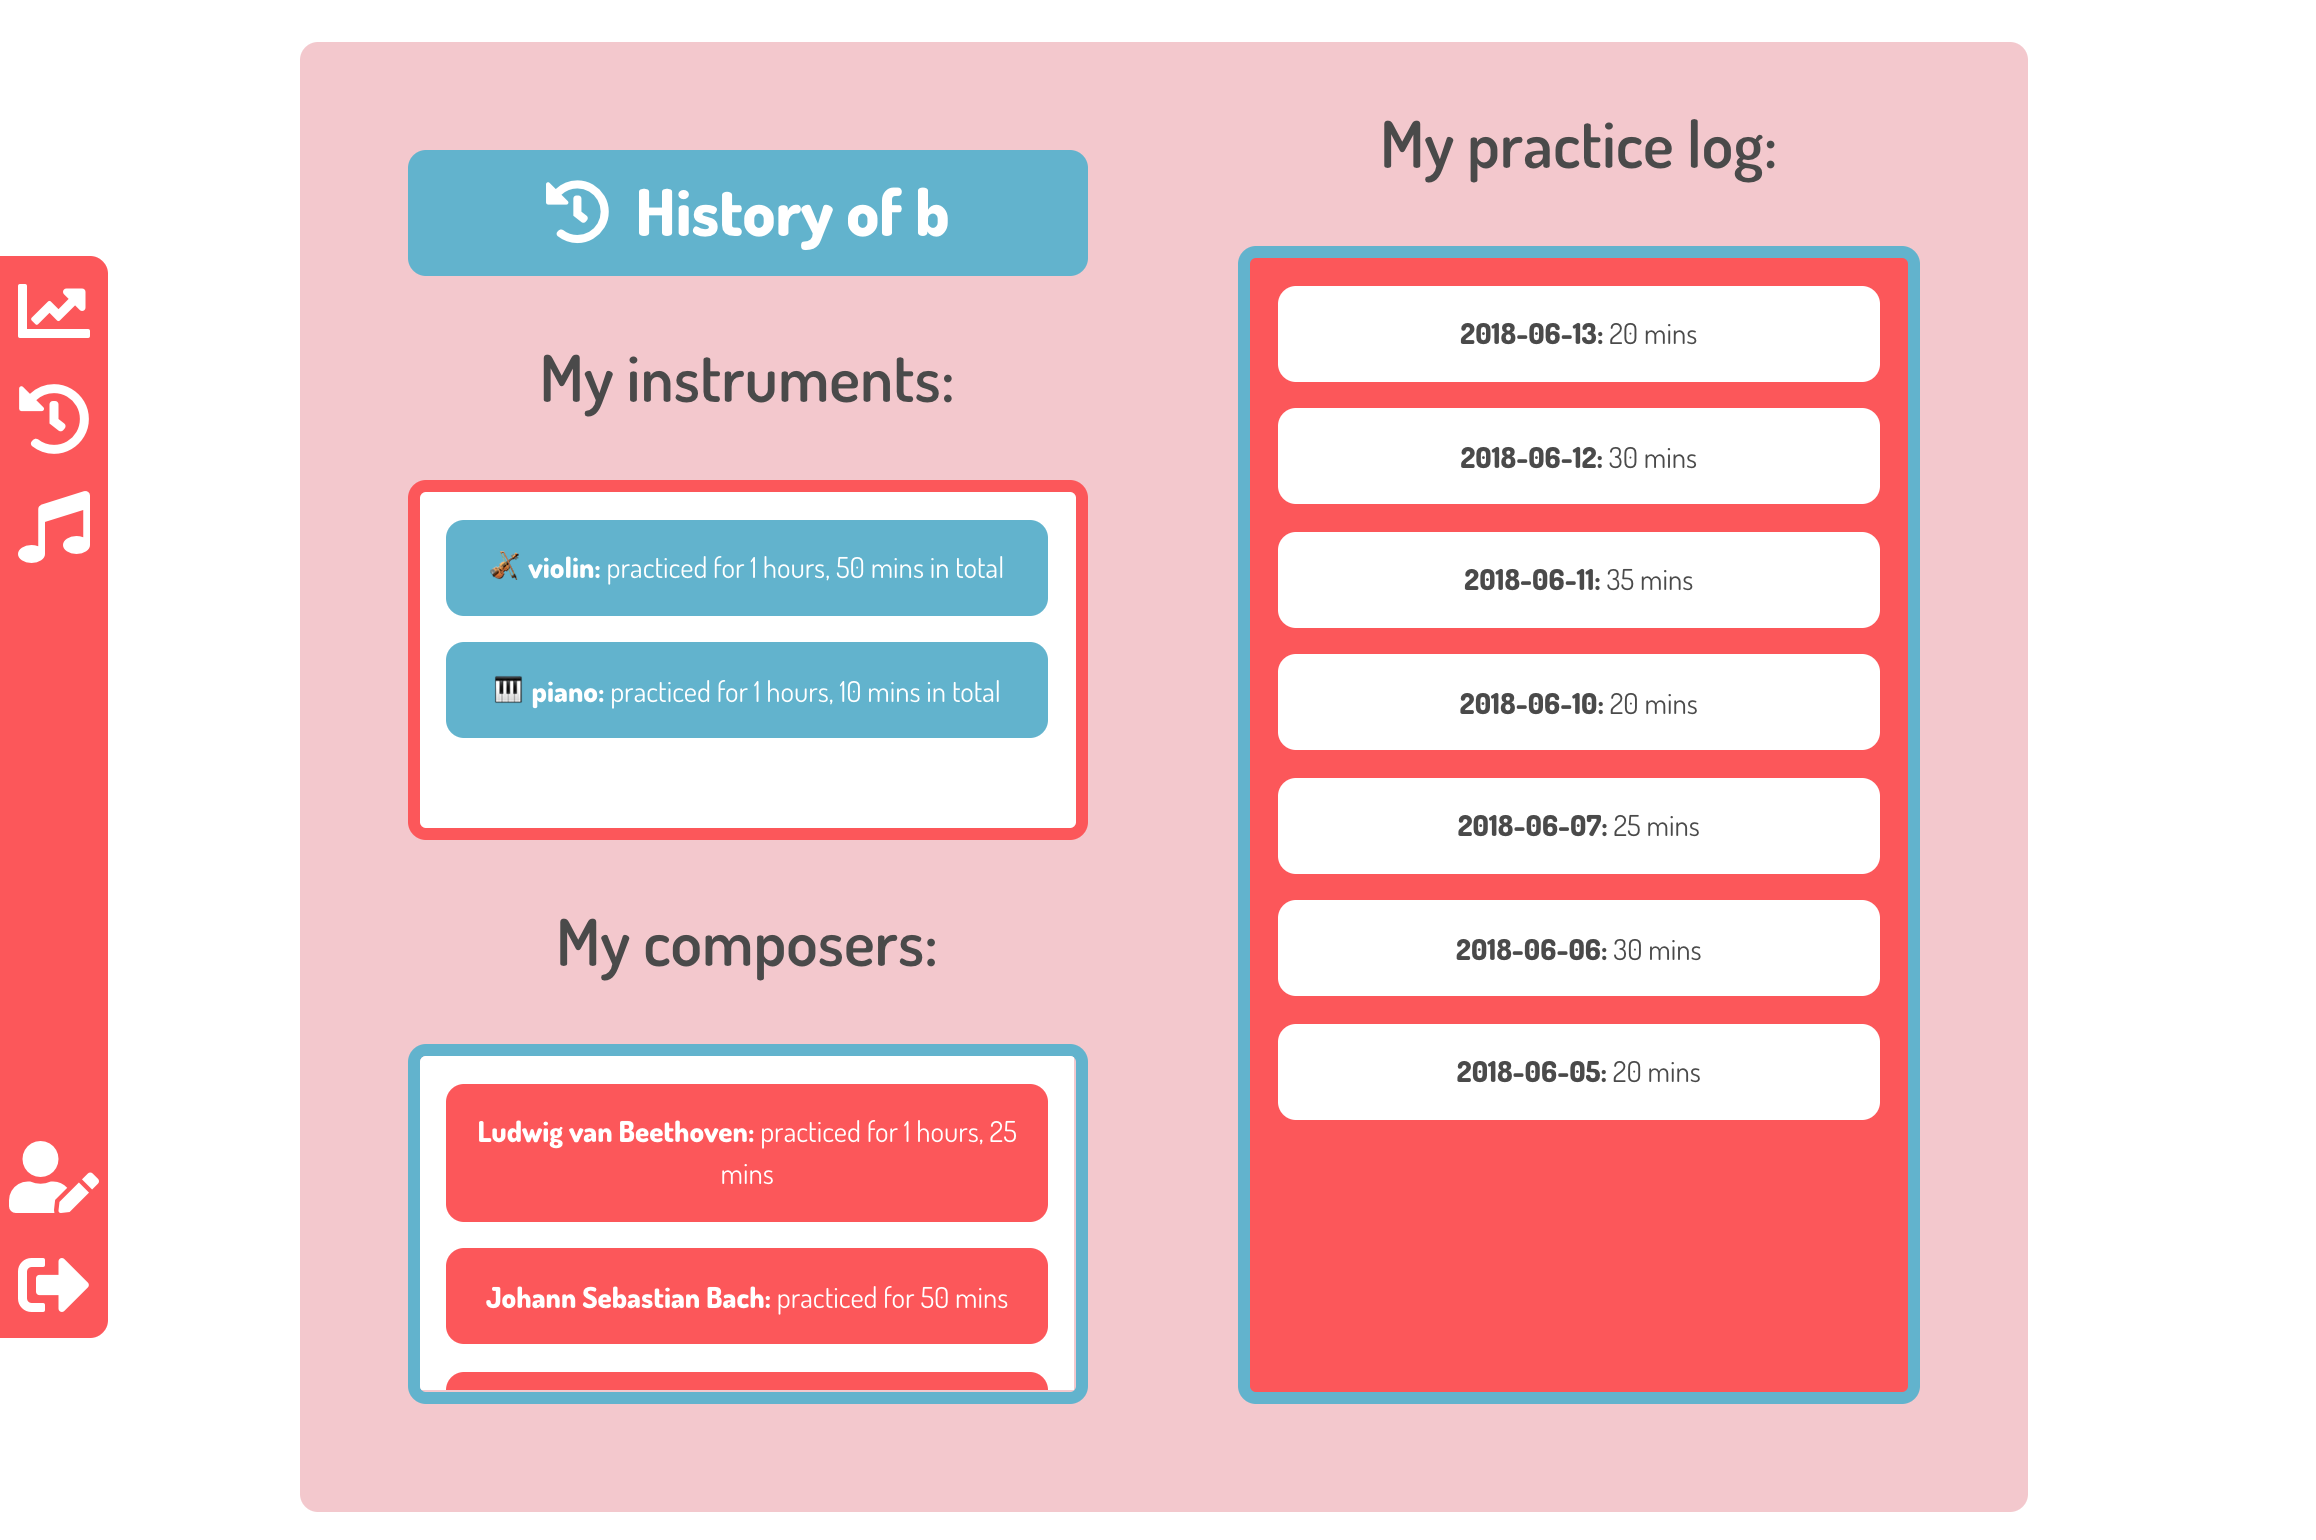 History of b
My instruments:
violin: practiced for 1 hours, 50 mins in total
piano: practiced for 1 hours, 10 mins in total
My composers:
Ludwig van Beethoven: practiced for 1 hours, 25
mins
Johann Sebastian Bach: practiced for 50 mins
My practice log:
2018-06-13: 20 mins
2018-06-12: 30 mins
2018-06-11: 35 mins
2018-06-10: 20 mins
2018-06-07: 25 mins
2018-06-06: 30 mins
2018-06-05: 20 mins